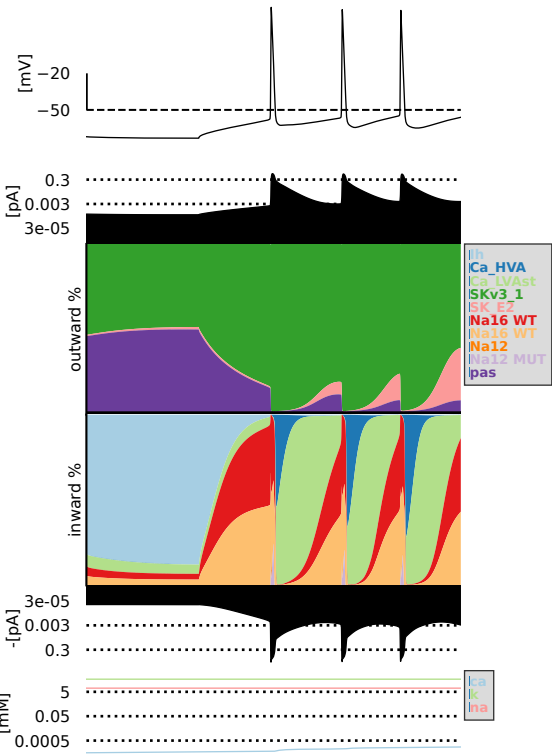 [mV]
−20
−50
[pA]
0.3
0.003
3e-05
outward %
Ih
Ca_HVA
Ca_LVAst
SKv3_1
SK_E2
Na16 WT
Na16 WT
Na12
Na12 MUT
pas
inward %
-[pA]
3e-05
0.003
0.3
[mM]
5
0.05
0.0005
ca
k
na